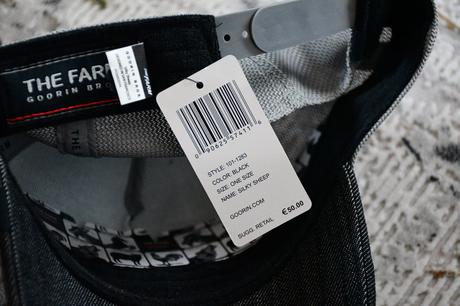 THE FARM
GOORIN BRO
0 90625 57411 6
STYLE: 101-1283
COLOR: BLACK
SIZE: ONE SIZE
NAME: SILKY SHEEP
GOORIN.COM
SUGG. RETAIL € 50.00